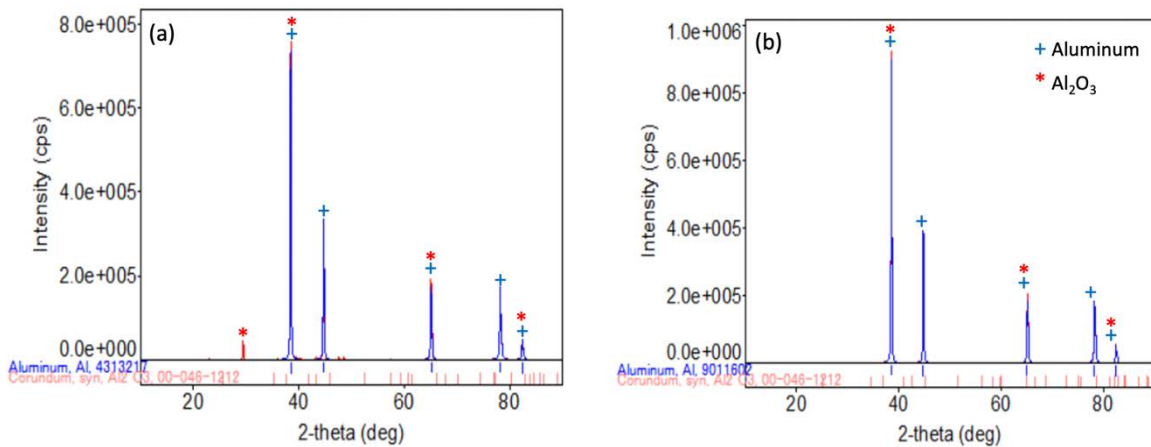 (a)
8.0e+005
6.0e+005
4.0e+005
2.0e+005
0.0e+000
Intensity (cps)
* + + * + + * + *
Aluminum, Al, 4313217
Corundum, syn, Al2 O3, 00-046-1212
20 40 60 80
2-theta (deg)
(b)
1.0e+006
8.0e+005
6.0e+005
4.0e+005
2.0e+005
0.0e+000
Intensity (cps)
+ Aluminum
* Al₂O₃
Aluminum, Al, 9011602
Corundum, syn, Al2 O3, 00-046-1212
20 40 60 80
2-theta (deg)